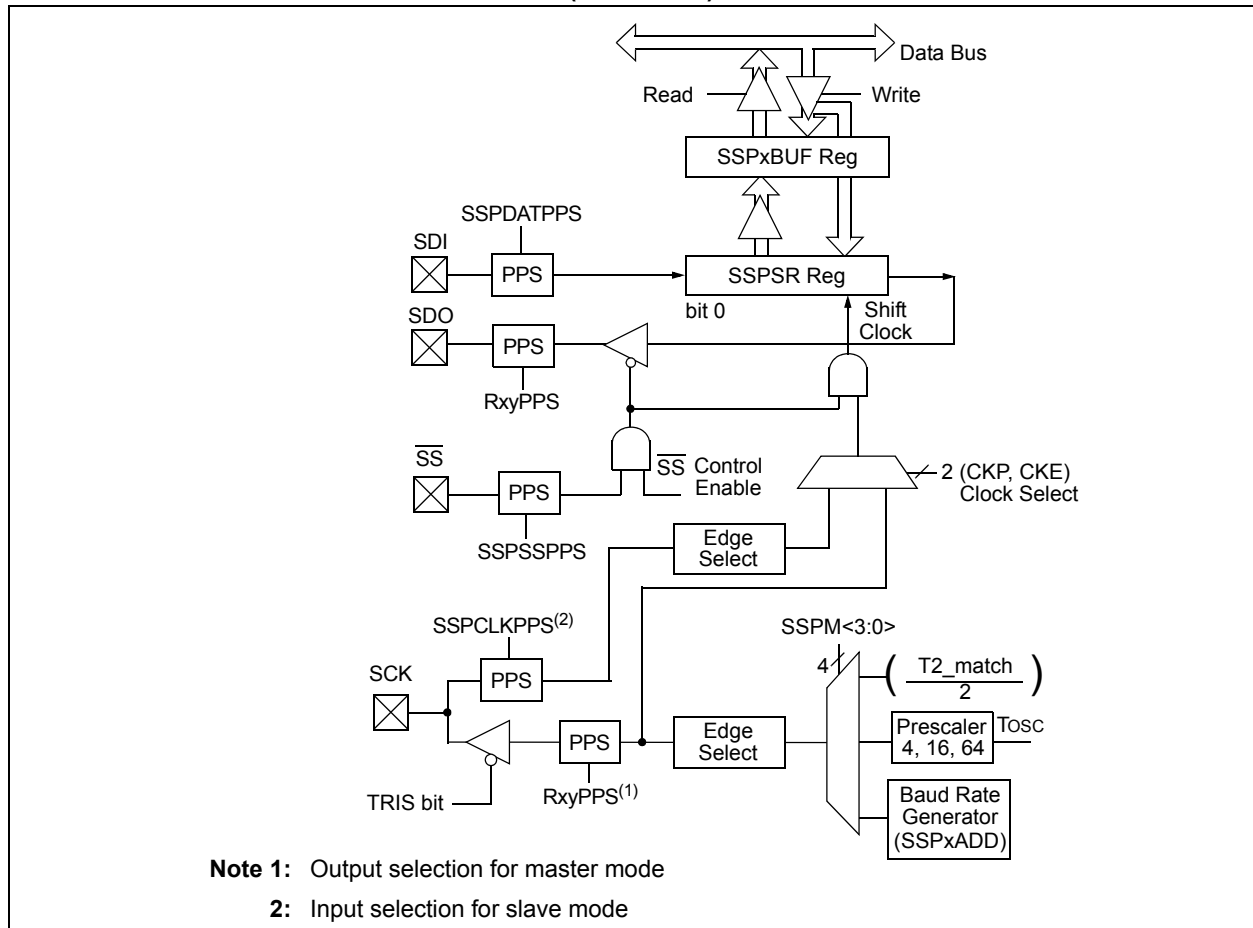 Data Bus
Read
Write
SSPxBUF Reg
SSPDATPPS
SDI
PPS
SSPSR Reg
bit 0
Shift
Clock
SDO
PPS
RxyPPS
SS
PPS
SSPSSPPS
SS Control
Enable
2 (CKP, CKE)
Clock Select
Edge
Select
SSPCLKPPS(2)
SCK
PPS
SSPM<3:0>
4
( T2_match )
2
Edge
Select
PPS
RxyPPS(1)
TRIS bit
Prescaler
4, 16, 64
TOSC
Baud Rate
Generator
(SSPxADD)
Note 1: Output selection for master mode
2: Input selection for slave mode